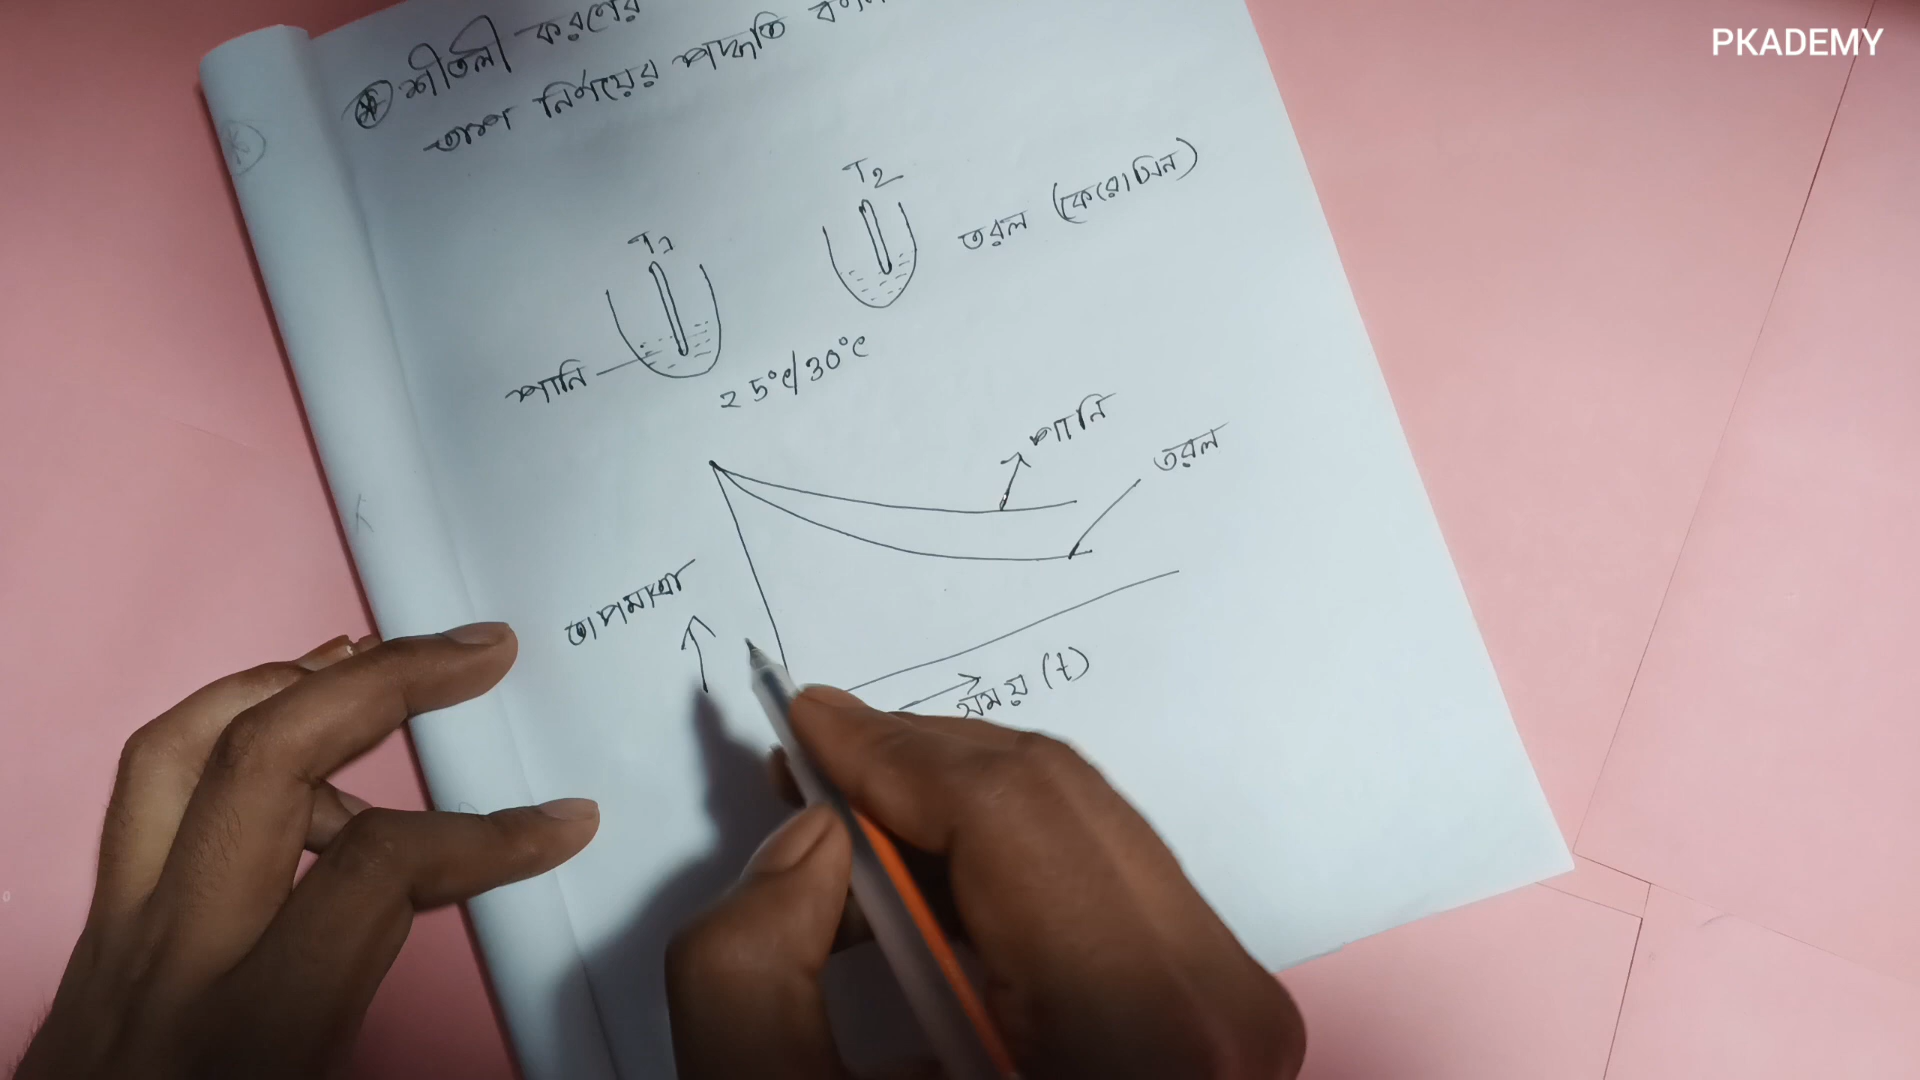 PKADEMY
শীতলী করণের
তাপ নির্ণয়ের পদ্ধতি
T₂
তরল (কেরোসিন)
T₁
পানি
25°c/30°c
পানি
তরল
তাপমাত্রা
সময় (t)